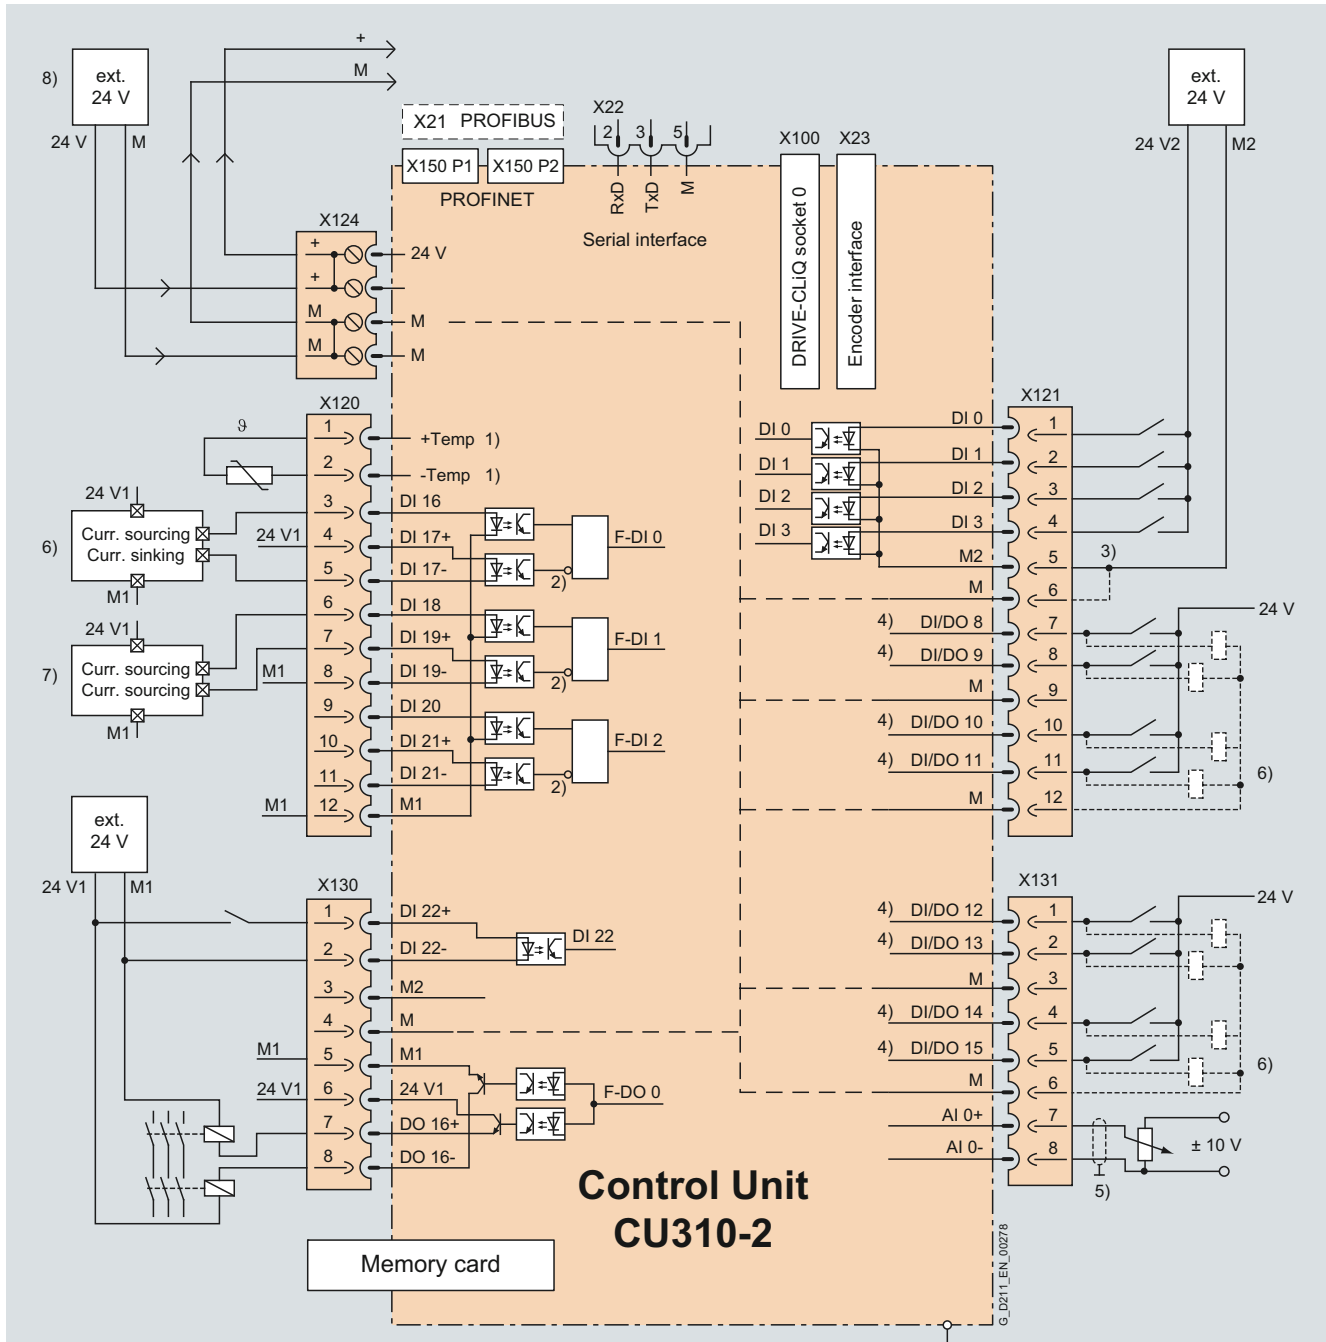 8)
ext.
24 V
24 V
M
+
M
X21 PROFIBUS
X150 P1
X150 P2
PROFINET
X22
2
3
5
RxD
TxD
M
Serial interface
X100
X23
DRIVE-CLiQ socket 0
Encoder interface
ext.
24 V
24 V2
M2
X124
+
24 V
+
M
M
M
M
X120
ϑ
1
+Temp 1)
2
-Temp 1)
3
DI 16
4
24 V1
DI 17+
5
DI 17-
6
DI 18
7
DI 19+
8
M1
DI 19-
9
DI 20
10
DI 21+
11
DI 21-
12
M1
M1
24 V1
6)
Curr. sourcing
Curr. sinking
M1
24 V1
7)
Curr. sourcing
Curr. sourcing
M1
2)
F-DI 0
2)
F-DI 1
2)
F-DI 2
DI 0
DI 1
DI 2
DI 3
X121
DI 0
1
DI 1
2
DI 2
3
DI 3
4
M2
5
3)
M
6
24 V
4) DI/DO 8
7
4) DI/DO 9
8
M
9
4) DI/DO 10
10
4) DI/DO 11
11
6)
M
12
ext.
24 V
24 V1
M1
X130
1
DI 22+
2
DI 22-
DI 22
3
M2
4
M
M1
5
M1
24 V1
6
24 V1
7
DO 16+
8
DO 16-
F-DO 0
X131
24 V
4) DI/DO 12
1
4) DI/DO 13
2
M
3
4) DI/DO 14
4
4) DI/DO 15
5
6)
M
6
AI 0+
7
AI 0-
8
± 10 V
5)
Control Unit
CU310-2
Memory card
G_D211_EN_00278